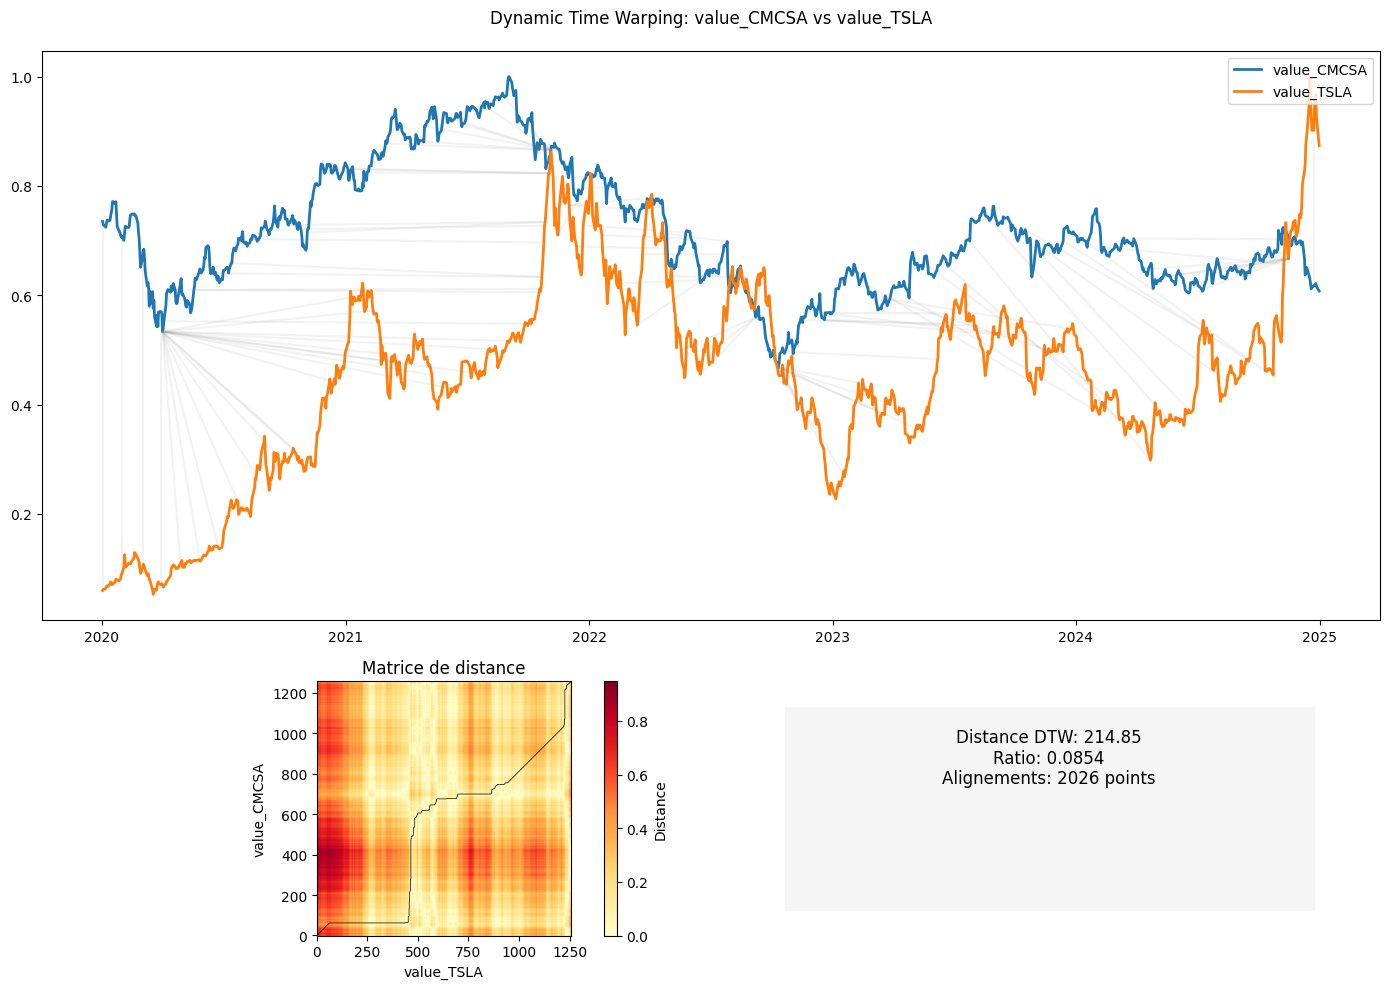 Dynamic Time Warping: value_CMCSA vs value_TSLA
value_CMCSA
value_TSLA
1.0
0.8
0.6
0.4
0.2
2020 2021 2022 2023 2024 2025
Matrice de distance
value_CMCSA
1200
1000
800
600
400
200
0
0 250 500 750 1000 1250
value_TSLA
0.8
0.6
0.4
0.2
0.0
Distance
Distance DTW: 214.85
Ratio: 0.0854
Alignements: 2026 points